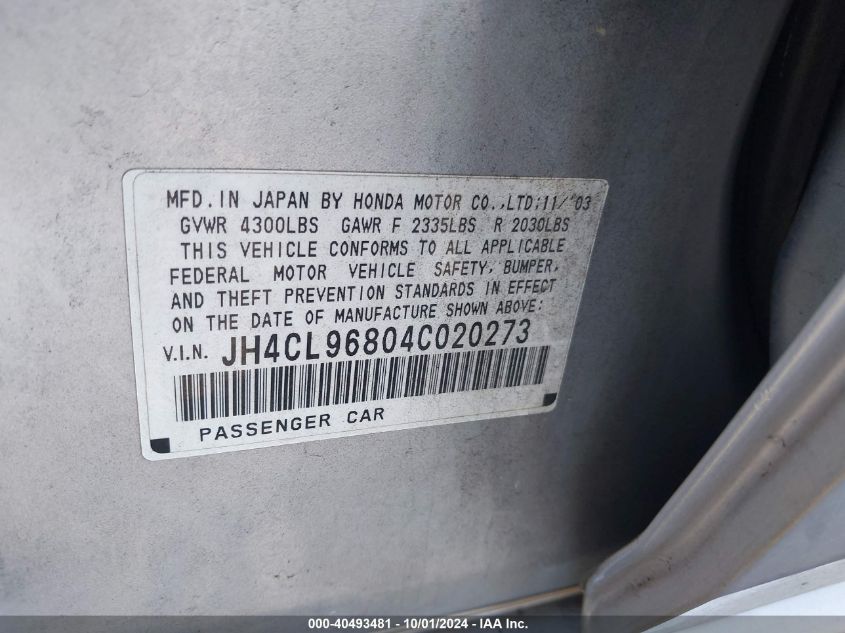 MFD. IN JAPAN BY HONDA MOTOR CO.,LTD;11/'03
GVWR 4300LBS GAWR F 2335LBS R 2030LBS
THIS VEHICLE CONFORMS TO ALL APPLICABLE
FEDERAL MOTOR VEHICLE SAFETY, BUMPER,
AND THEFT PREVENTION STANDARDS IN EFFECT
ON THE DATE OF MANUFACTURE SHOWN ABOVE:
V.I.N. JH4CL96804C020273
PASSENGER CAR
000-40493481 - 10/01/2024 - IAA Inc.